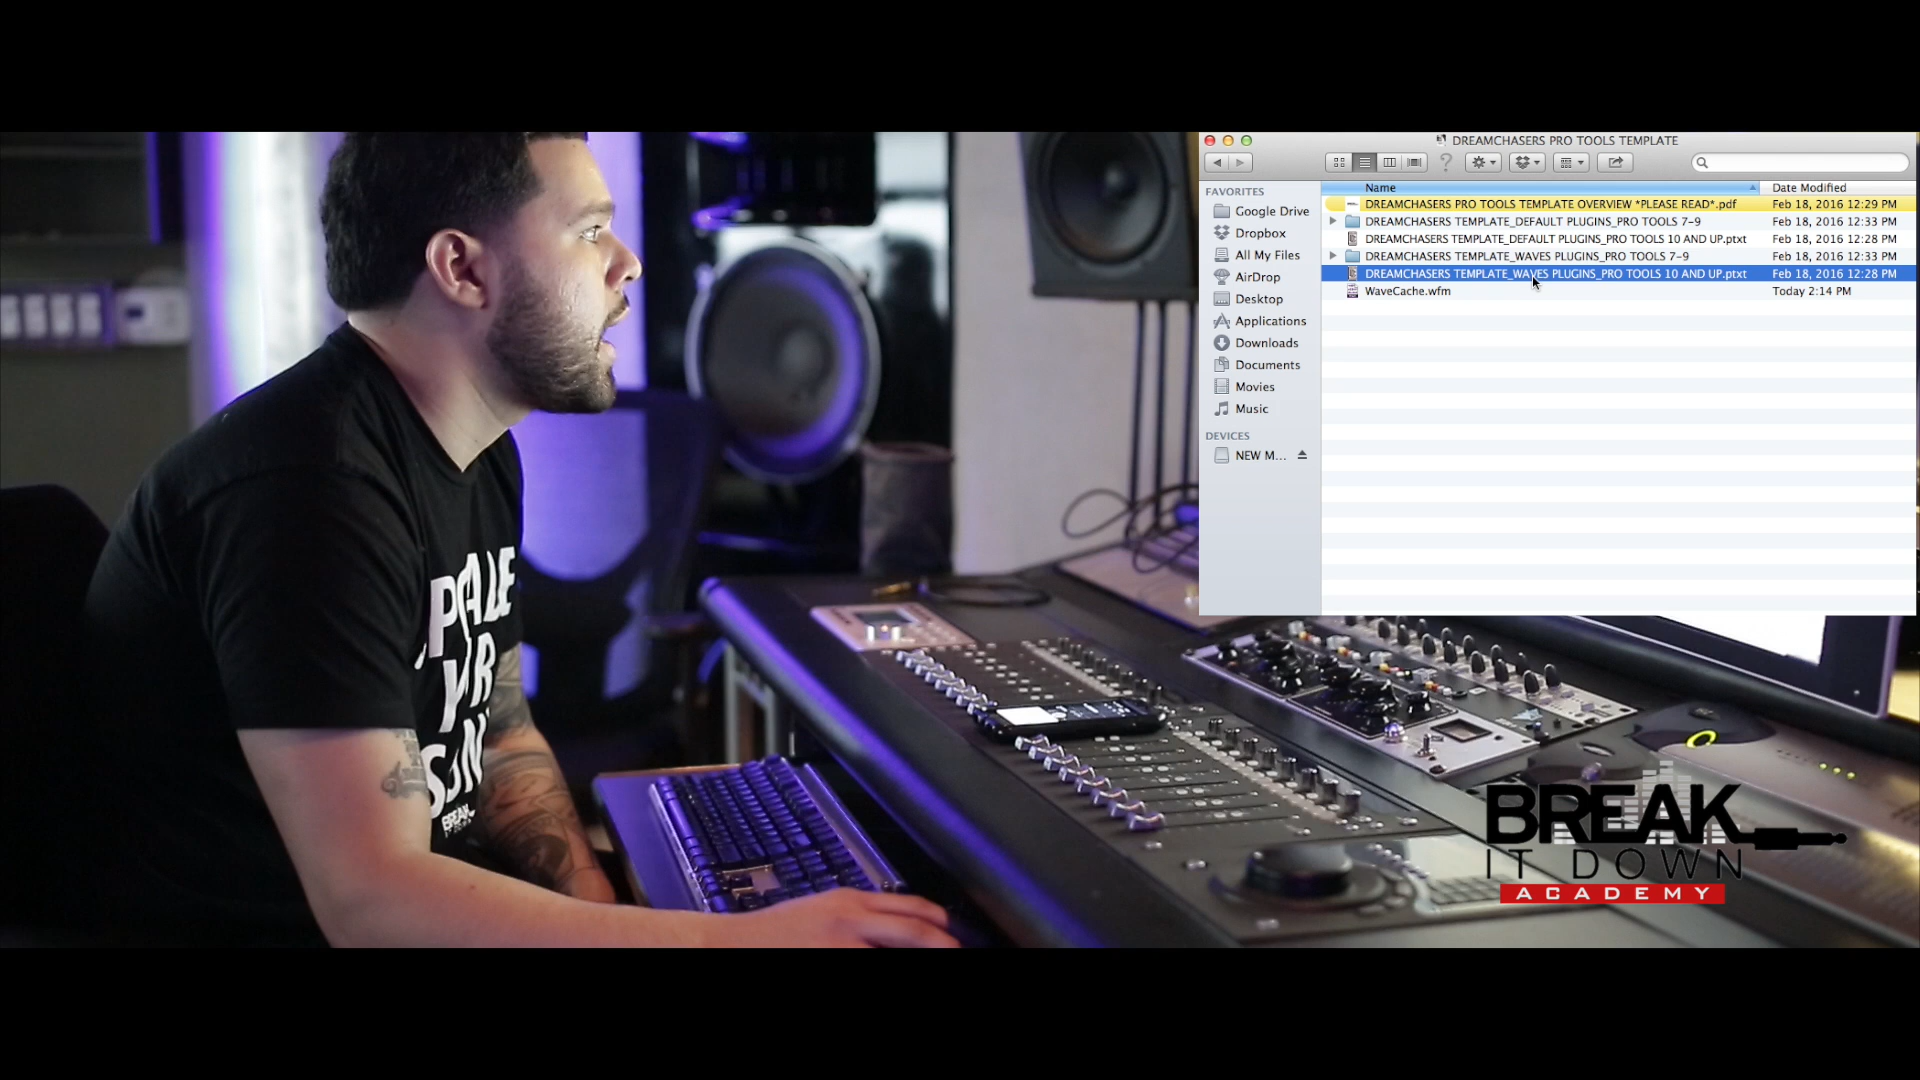 DREAMCHASERS PRO TOOLS TEMPLATE
FAVORITES
Google Drive
Dropbox
All My Files
AirDrop
Desktop
Applications
Downloads
Documents
Movies
Music
DEVICES
NEW M...
Name Date Modified
DREAMCHASERS PRO TOOLS TEMPLATE OVERVIEW *PLEASE READ*.pdf Feb 18, 2016 12:29 PM
DREAMCHASERS TEMPLATE_DEFAULT PLUGINS_PRO TOOLS 7-9 Feb 18, 2016 12:33 PM
DREAMCHASERS TEMPLATE_DEFAULT PLUGINS_PRO TOOLS 10 AND UP.ptxt Feb 18, 2016 12:28 PM
DREAMCHASERS TEMPLATE_WAVES PLUGINS_PRO TOOLS 7-9 Feb 18, 2016 12:33 PM
DREAMCHASERS TEMPLATE_WAVES PLUGINS_PRO TOOLS 10 AND UP.ptxt Feb 18, 2016 12:28 PM
WaveCache.wfm Today 2:14 PM
BREAK
IT DOWN
BREAK
IT DOWN
ACADEMY